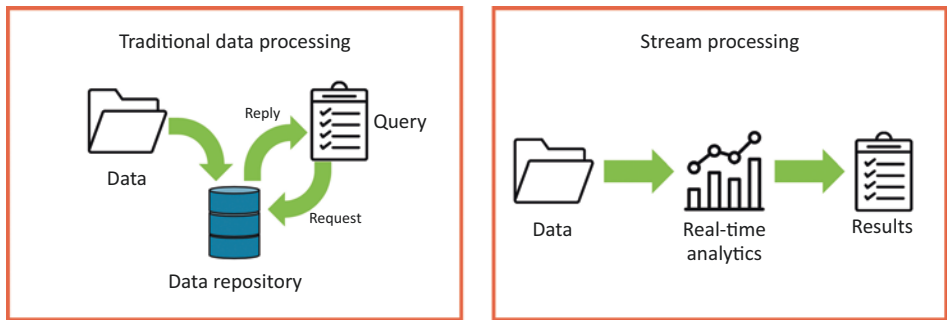 Traditional data processing
Reply
Query
Data
Request
Data repository
Stream processing
Data
Real-time
analytics
Results